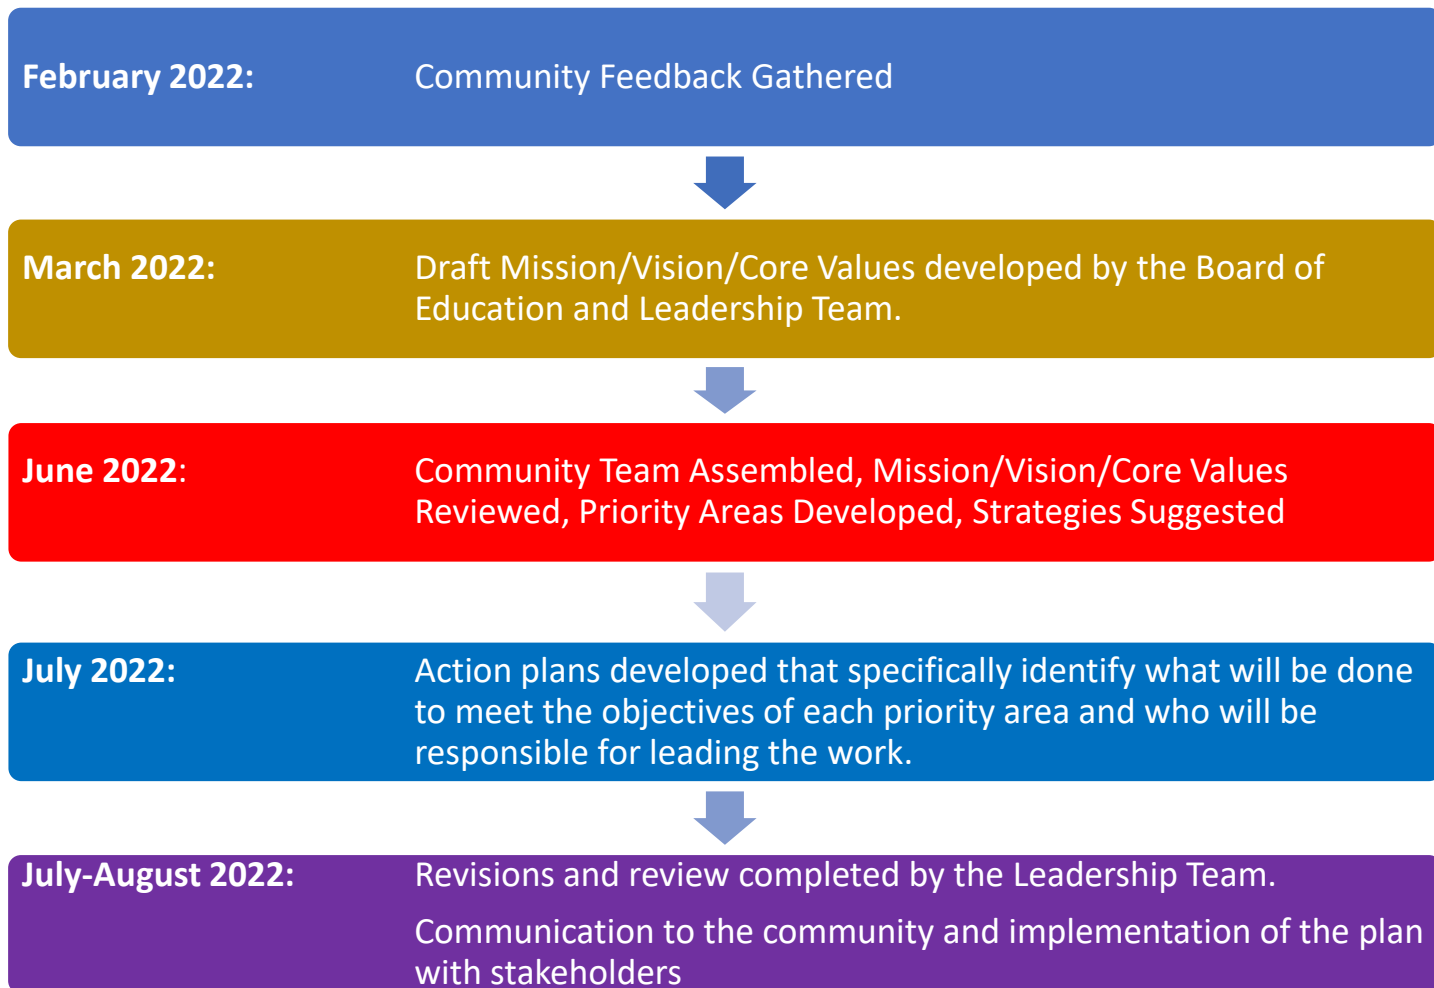 February 2022: Community Feedback Gathered
March 2022: Draft Mission/Vision/Core Values developed by the Board of
Education and Leadership Team.
June 2022: Community Team Assembled, Mission/Vision/Core Values
Reviewed, Priority Areas Developed, Strategies Suggested
July 2022: Action plans developed that specifically identify what will be done
to meet the objectives of each priority area and who will be
responsible for leading the work.
July-August 2022: Revisions and review completed by the Leadership Team.
Communication to the community and implementation of the plan
with stakeholders